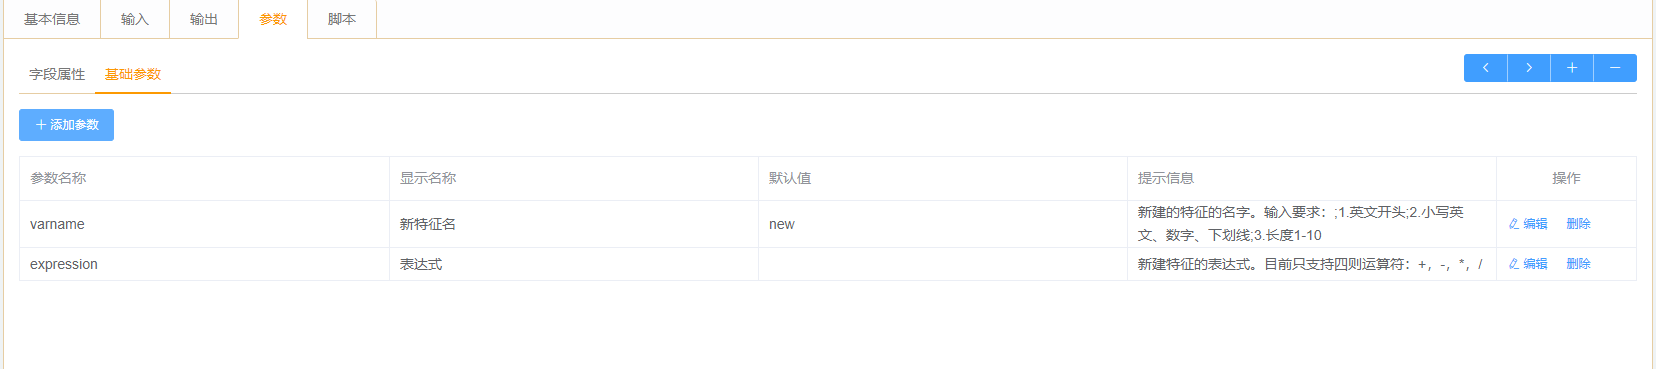 基本信息 输入 输出 参数 脚本
字段属性 基础参数
添加参数
参数名称 显示名称 默认值 提示信息 操作
varname 新特征名 new 新建的特征的名字。输入要求：;1.英文开头;2.小写英
文、数字、下划线;3.长度1-10 编辑 删除
expression 表达式 新建特征的表达式。目前只支持四则运算符：+，-，*，/ 编辑 删除